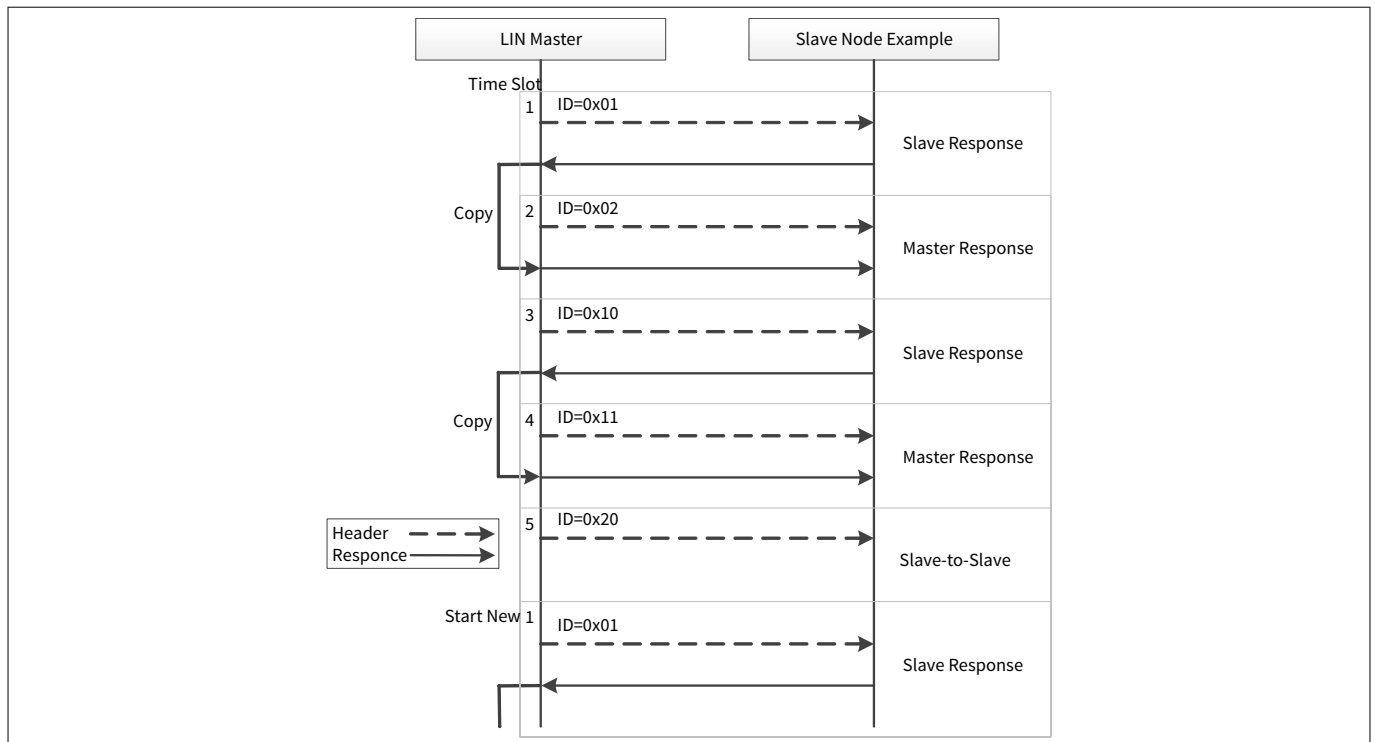 LIN Master
Slave Node Example
Time Slot
1 ID=0x01
Slave Response
Copy
2 ID=0x02
Master Response
3 ID=0x10
Slave Response
Copy
4 ID=0x11
Master Response
Header
Responce
5 ID=0x20
Slave-to-Slave
Start New 1 ID=0x01
Slave Response